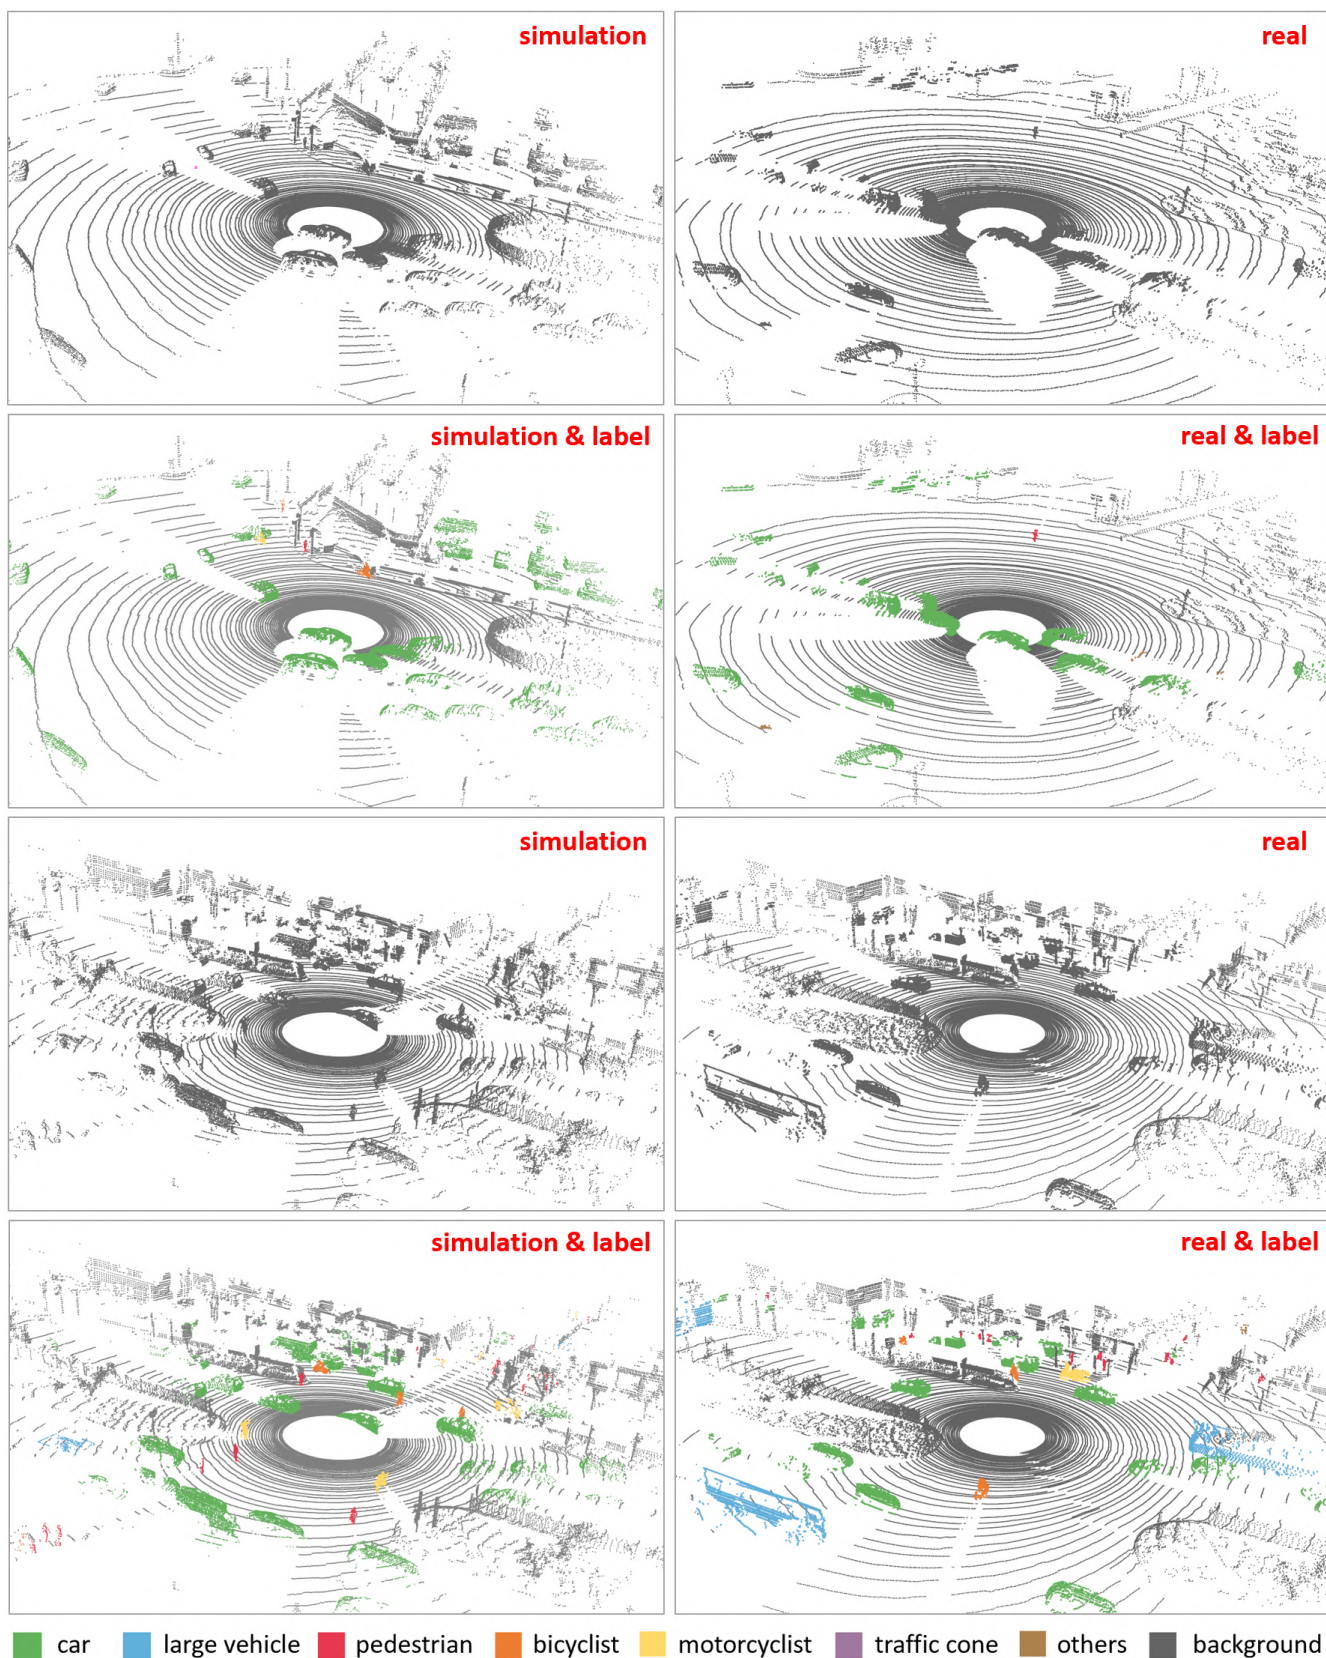 simulation
real
simulation & label
real & label
simulation
real
simulation & label
real & label
car large vehicle pedestrian bicyclist motorcyclist traffic cone others background